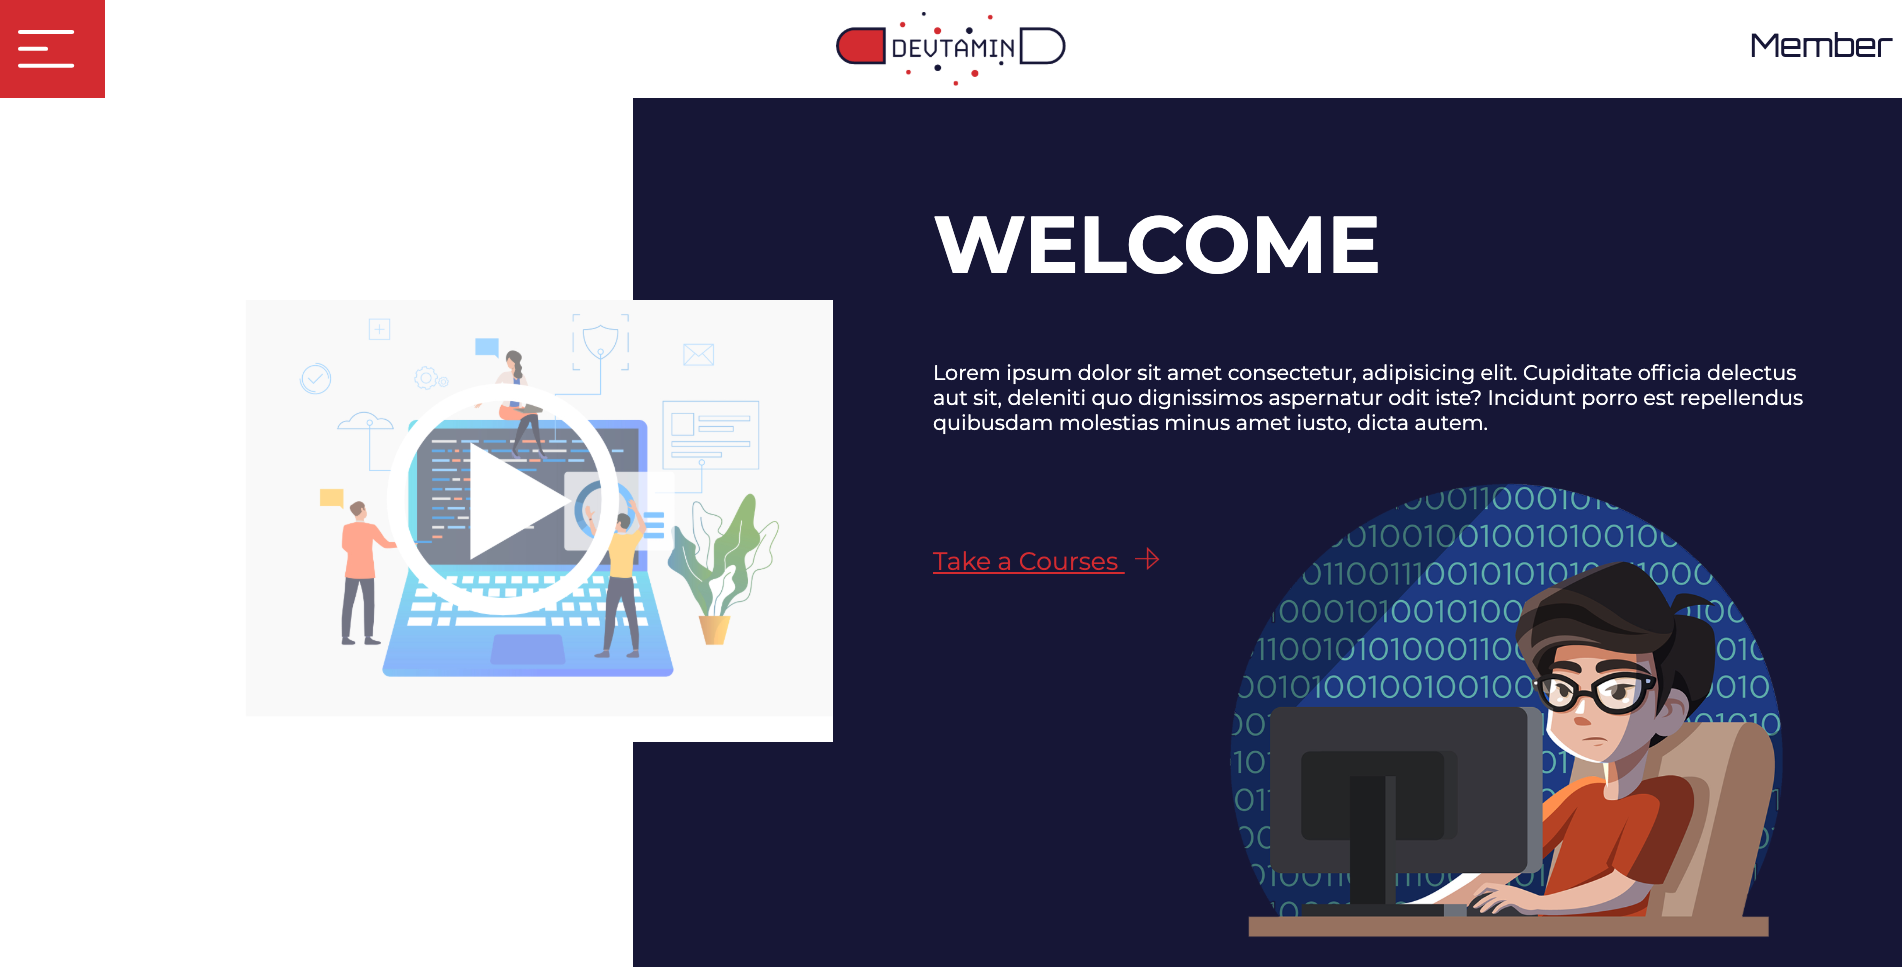 DEVTAMIN
Member
WELCOME
Lorem ipsum dolor sit amet consectetur, adipisicing elit. Cupiditate officia delectus
aut sit, deleniti quo dignissimos aspernatur odit iste? Incidunt porro est repellendus
quibusdam molestias minus amet iusto, dicta autem.
Take a Courses